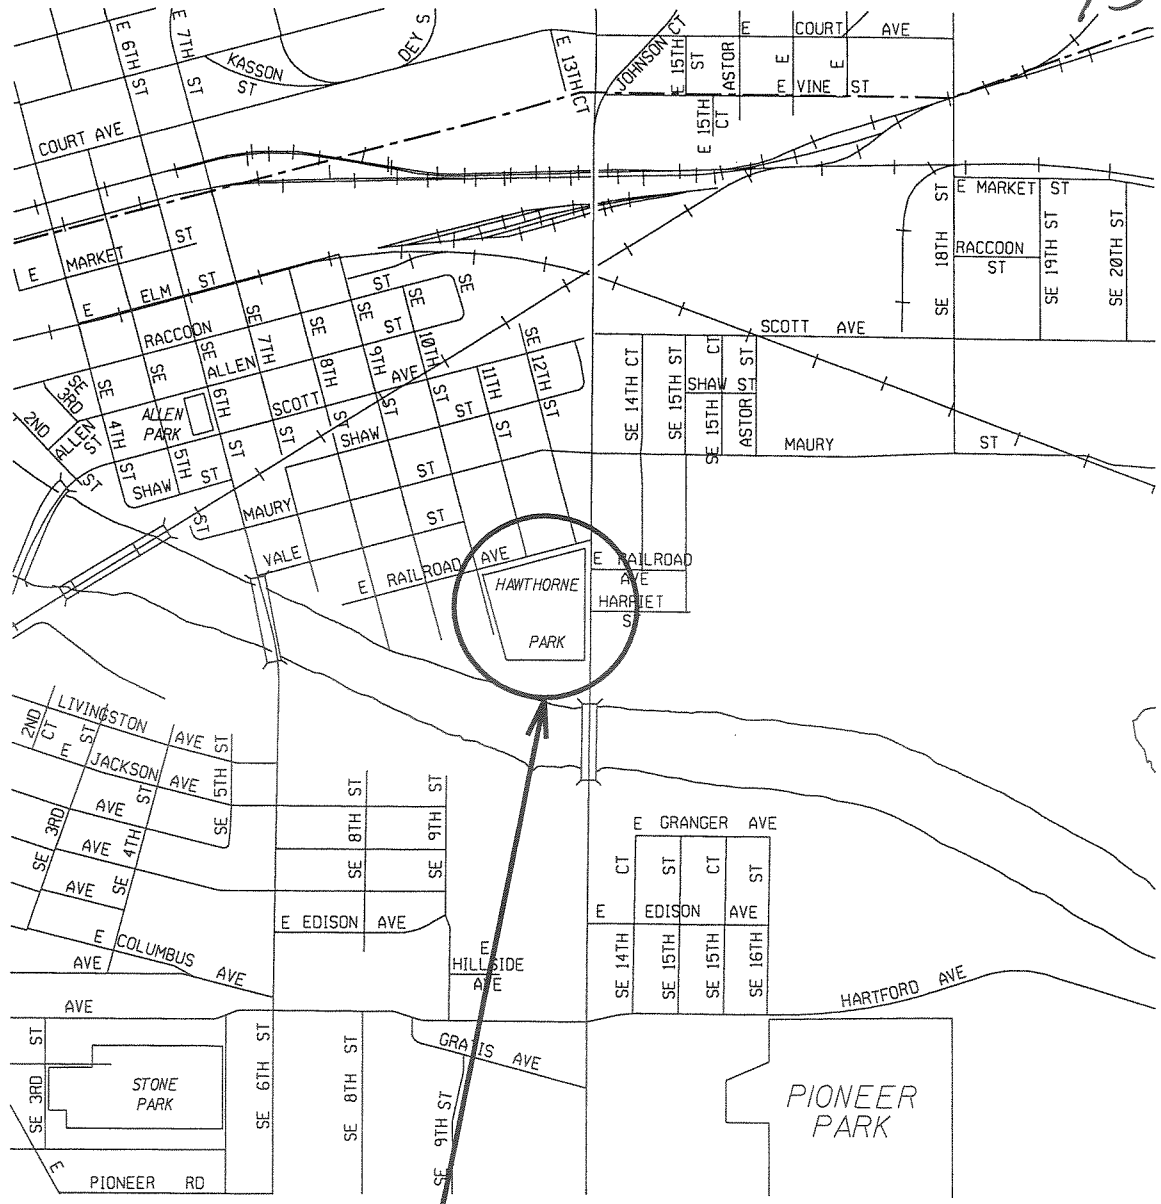 E 6TH ST
E 7TH ST
KASSON ST
DEY S
E 13TH CT
JOHNSON CT
E 15TH ST
ASTOR
E COURT AVE
E
E
E VINE ST
E 15TH CT
COURT AVE
E MARKET ST
E ELM ST
RACCOON ST
E MARKET ST
RACCOON ST
SE 18TH ST
SE 19TH ST
SE 20TH ST
SCOTT AVE
ALLEN ST
SCOTT AVE
SHAW ST
SE 3RD
2ND
ALLEN ST
ALLEN PARK
SE 4TH ST
SE 5TH ST
SE 6TH ST
SE 7TH ST
SE 8TH ST
SE 9TH ST
SE 10TH ST
SE
11TH ST
SE 12TH ST
SE 14TH CT
SE 15TH ST
SE 15TH CT
SHAW ST
ASTOR ST
MAURY ST
ST
SHAW ST
ST
MAURY ST
VALE
E RAILROAD AVE
HAWTHORNE PARK
E RAILROAD AVE
HARRIET S
LIVINGSTON AVE
2ND CT
ST
E JACKSON AVE
SE 5TH ST
AVE
SE 3RD
AVE
SE 4TH ST
AVE
SE 8TH ST
SE 9TH ST
E GRANGER AVE
CT
ST
CT
ST
E EDISON AVE
E EDISON AVE
E COLUMBUS AVE
AVE
E HILLSIDE AVE
SE 14TH
SE 15TH
SE 15TH
SE 16TH
HARTFORD AVE
AVE
GRATIS AVE
SE 3RD ST
STONE PARK
SE 6TH ST
SE 8TH ST
SE 9TH ST
PIONEER PARK
E PIONEER RD